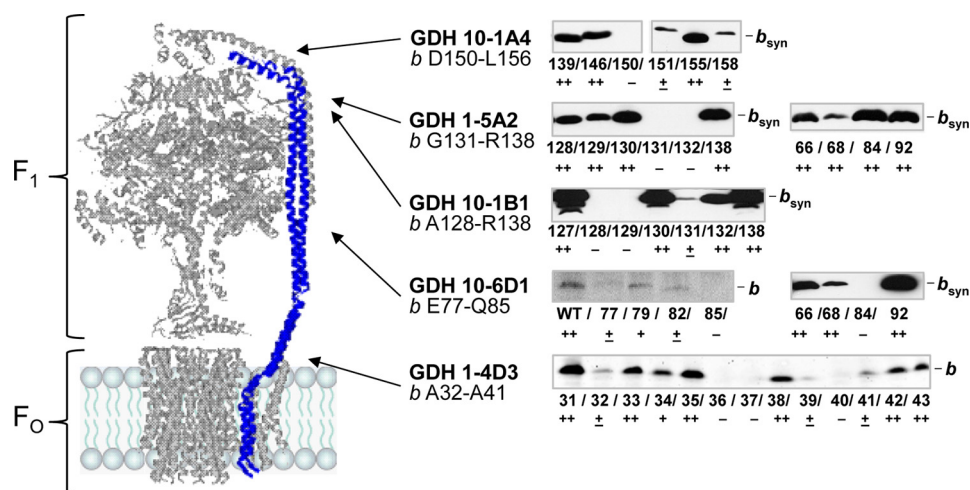 F1
FO
GDH 10-1A4
b D150-L156
139/146/150/ 151/155/158
++ ++ – ± ++ ±
bsyn
GDH 1-5A2
b G131-R138
128/129/130/131/132/138
++ ++ ++ – – ++
66 / 68 / 84 / 92
++ ++ ++ ++
bsyn
bsyn
GDH 10-1B1
b A128-R138
127/128/129/130/131/132/138
++ – – ++ ± ++ ++
bsyn
GDH 10-6D1
b E77-Q85
WT / 77 / 79 / 82/ 85/
++ ± + ± –
b
66 /68 / 84/ 92
++ ++ – ++
bsyn
GDH 1-4D3
b A32-A41
31 / 32 / 33 / 34/ 35/ 36 / 37/ 38/ 39/ 40/ 41/ 42/ 43
++ ± ++ + ++ – – ++ ± – ± ++ ++
b